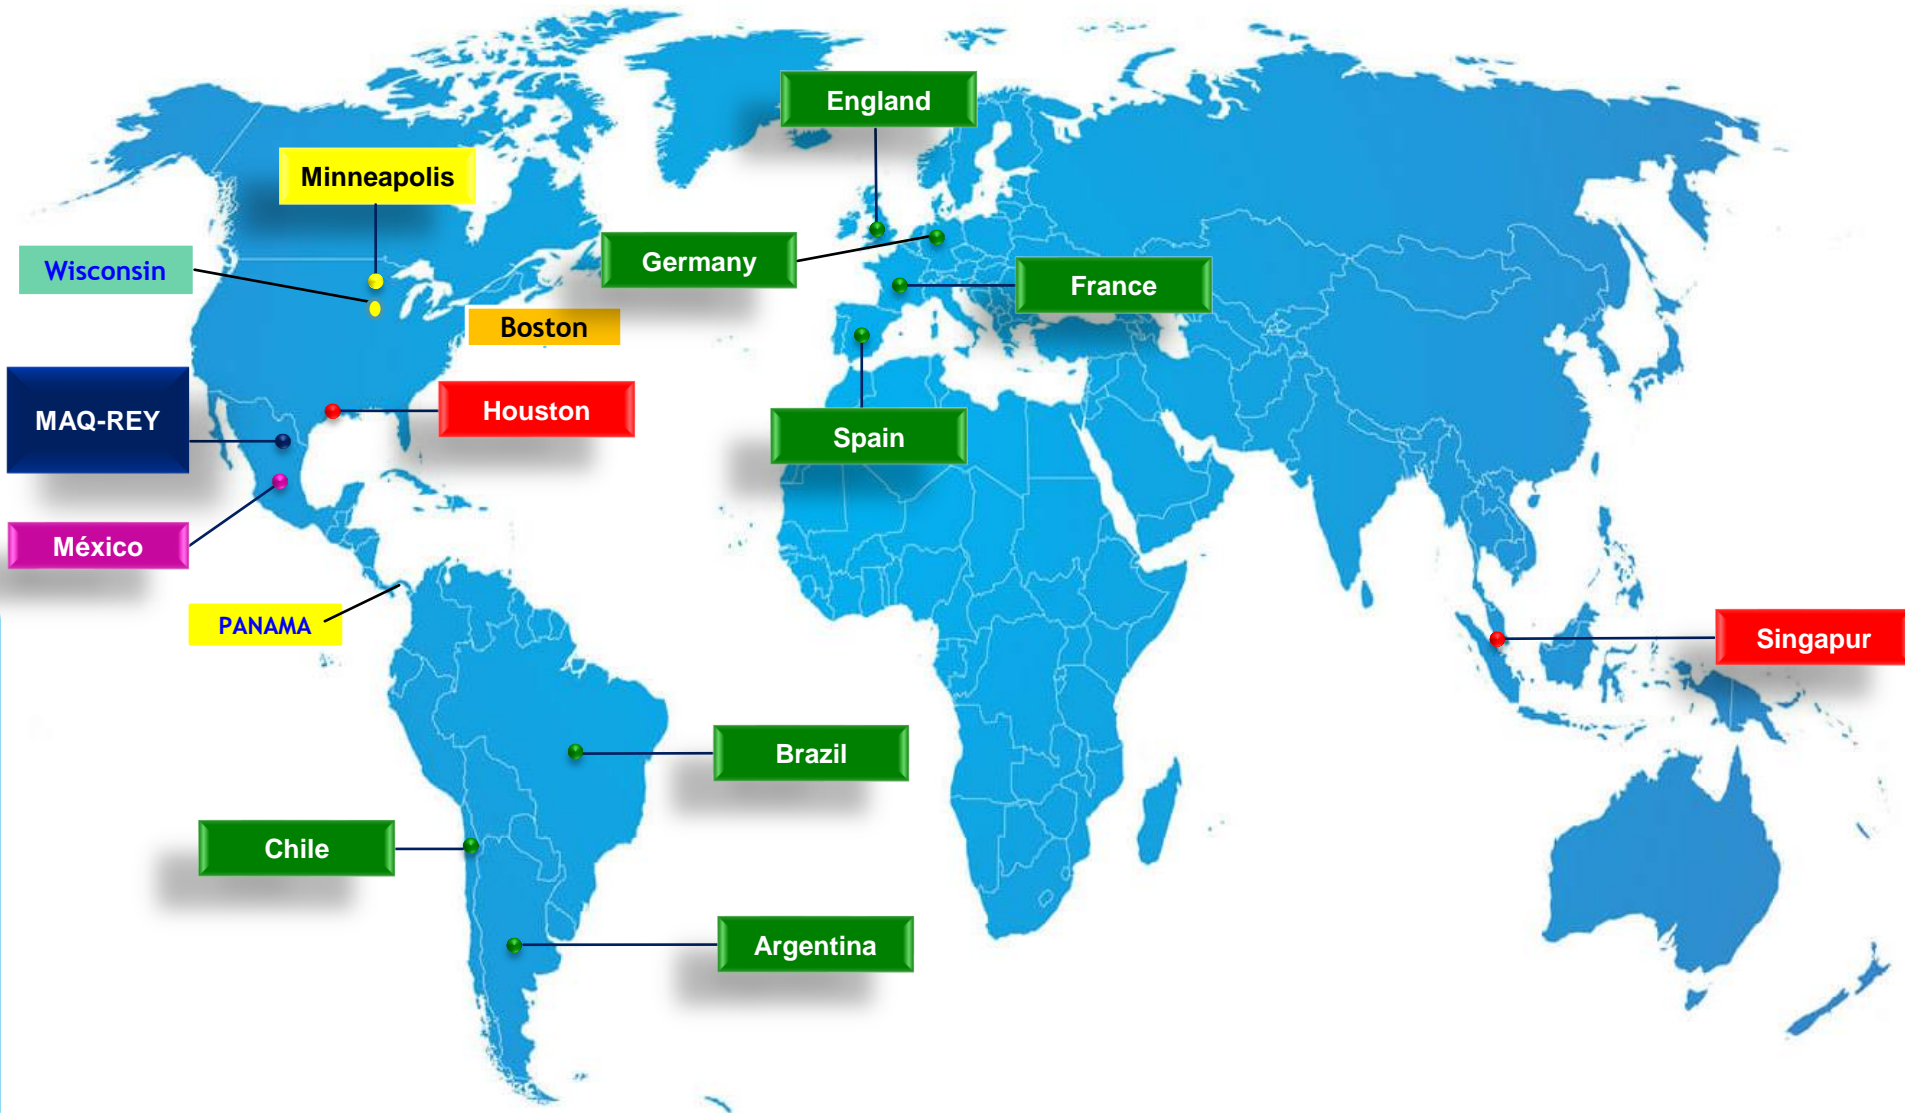 England
Minneapolis
Germany
Wisconsin
France
Boston
MAQ-REY
Houston
Spain
México
PANAMA
Singapur
Brazil
Chile
Argentina